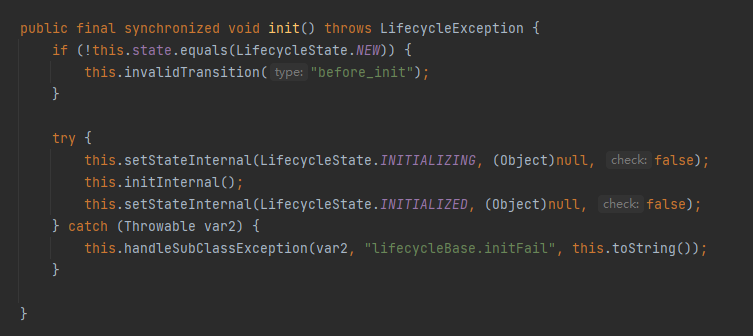 public final synchronized void init() throws LifecycleException {
    if (!this.state.equals(LifecycleState.NEW)) {
        this.invalidTransition( type: "before_init");
    }

    try {
        this.setStateInternal(LifecycleState.INITIALIZING, (Object)null, check: false);
        this.initInternal();
        this.setStateInternal(LifecycleState.INITIALIZED, (Object)null, check: false);
    } catch (Throwable var2) {
        this.handleSubClassException(var2, "lifecycleBase.initFail", this.toString());
    }

}